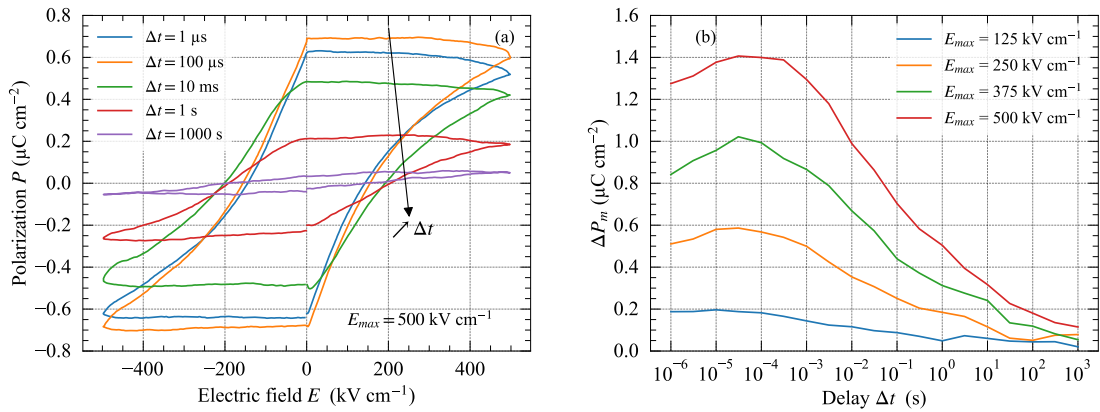 0.8
0.6
0.4
0.2
0.0
−0.2
−0.4
−0.6
−0.8
Polarization P (µC cm⁻²)
Δt = 1 µs
Δt = 100 µs
Δt = 10 ms
Δt = 1 s
Δt = 1000 s
(a)
↗ Δt
E_max = 500 kV cm⁻¹
−400
−200
0
200
400
Electric field E (kV cm⁻¹)
1.6
1.4
1.2
1.0
0.8
0.6
0.4
0.2
0.0
ΔP_m (µC cm⁻²)
(b)
E_max = 125 kV cm⁻¹
E_max = 250 kV cm⁻¹
E_max = 375 kV cm⁻¹
E_max = 500 kV cm⁻¹
10⁻⁶
10⁻⁵
10⁻⁴
10⁻³
10⁻²
10⁻¹
10⁰
10¹
10²
10³
Delay Δt (s)